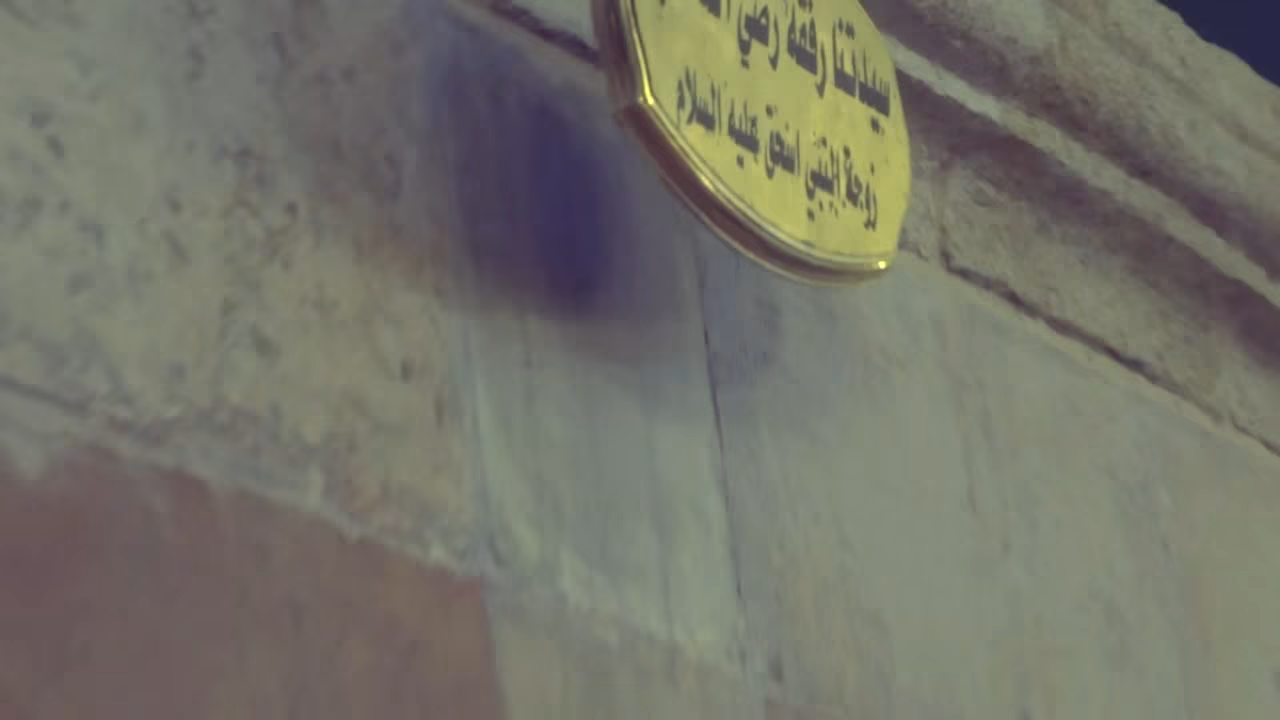 سيدتنا رفقة رضي
زوجة النبي اسحق عليه السلام